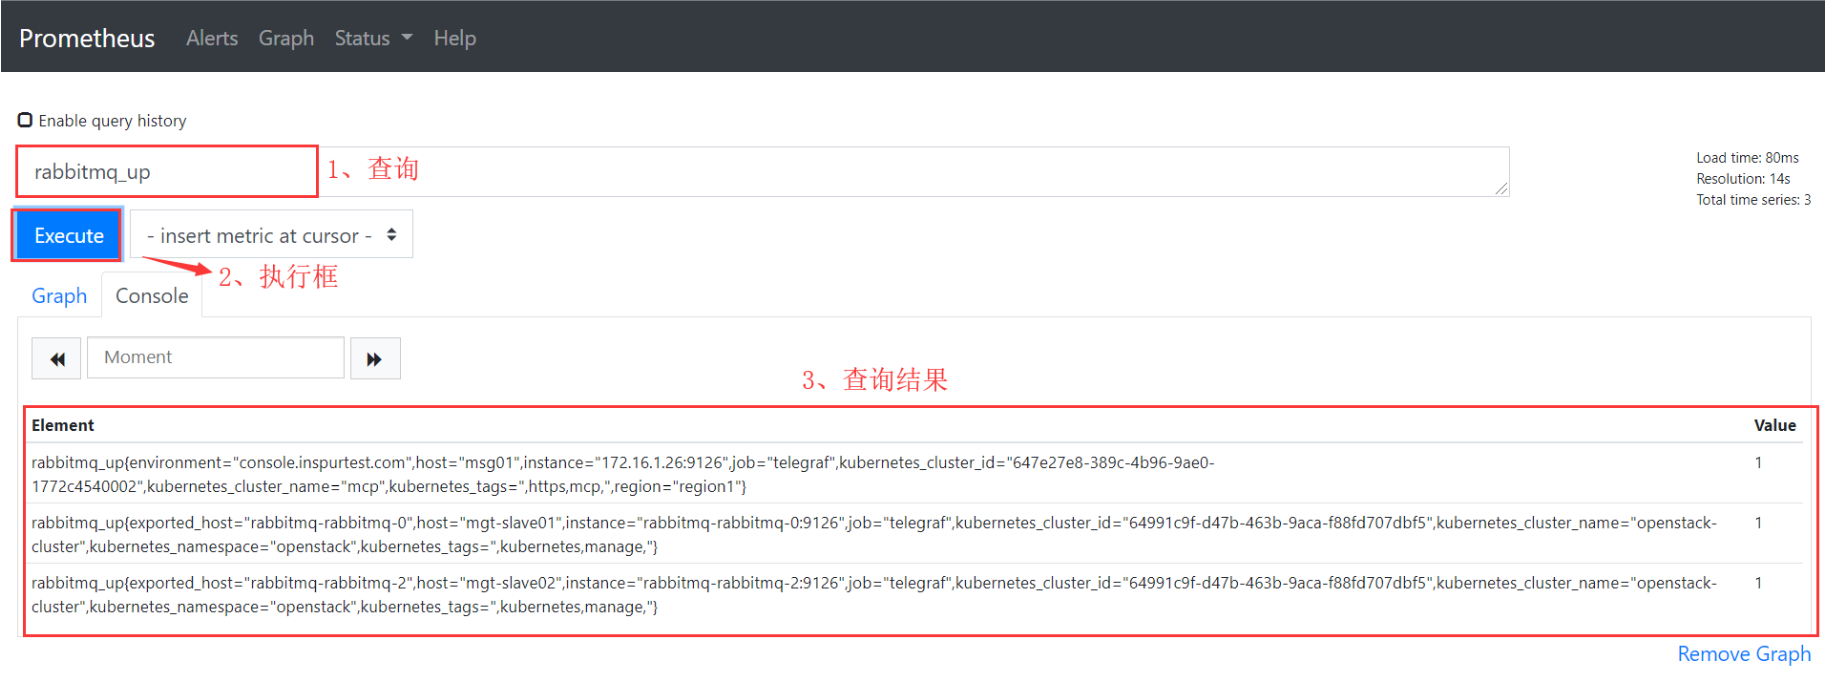 Prometheus Alerts Graph Status Help
Enable query history
rabbitmq_up
1、查询
Load time: 80ms
Resolution: 14s
Total time series: 3
Execute
- insert metric at cursor -
2、执行框
Graph Console
Moment
3、查询结果
Element Value
rabbitmq_up{environment="console.inspurtest.com",host="msg01",instance="172.16.1.26:9126",job="telegraf",kubernetes_cluster_id="647e27e8-389c-4b96-9ae0- 1
1772c4540002",kubernetes_cluster_name="mcp",kubernetes_tags=",https,mcp,",region="region1"}
rabbitmq_up{exported_host="rabbitmq-rabbitmq-0",host="mgt-slave01",instance="rabbitmq-rabbitmq-0:9126",job="telegraf",kubernetes_cluster_id="64991c9f-d47b-463b-9aca-f88fd707dbf5",kubernetes_cluster_name="openstack- 1
cluster",kubernetes_namespace="openstack",kubernetes_tags=",kubernetes,manage,"}
rabbitmq_up{exported_host="rabbitmq-rabbitmq-2",host="mgt-slave02",instance="rabbitmq-rabbitmq-2:9126",job="telegraf",kubernetes_cluster_id="64991c9f-d47b-463b-9aca-f88fd707dbf5",kubernetes_cluster_name="openstack- 1
cluster",kubernetes_namespace="openstack",kubernetes_tags=",kubernetes,manage,"}
Remove Graph